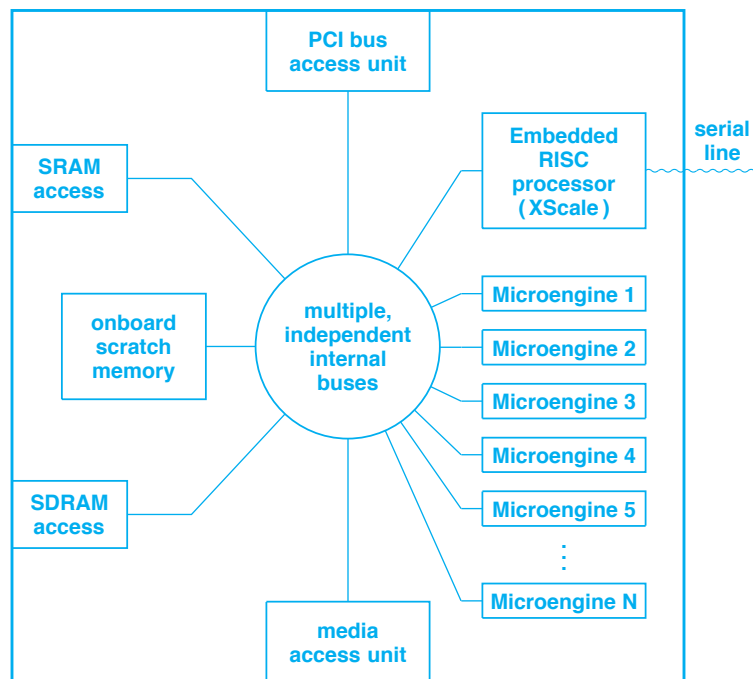 PCI bus
access unit
Embedded
RISC
processor
( XScale )
serial
line
SRAM
access
onboard
scratch
memory
multiple,
independent
internal
buses
Microengine 1
Microengine 2
Microengine 3
Microengine 4
Microengine 5
...
Microengine N
SDRAM
access
media
access unit